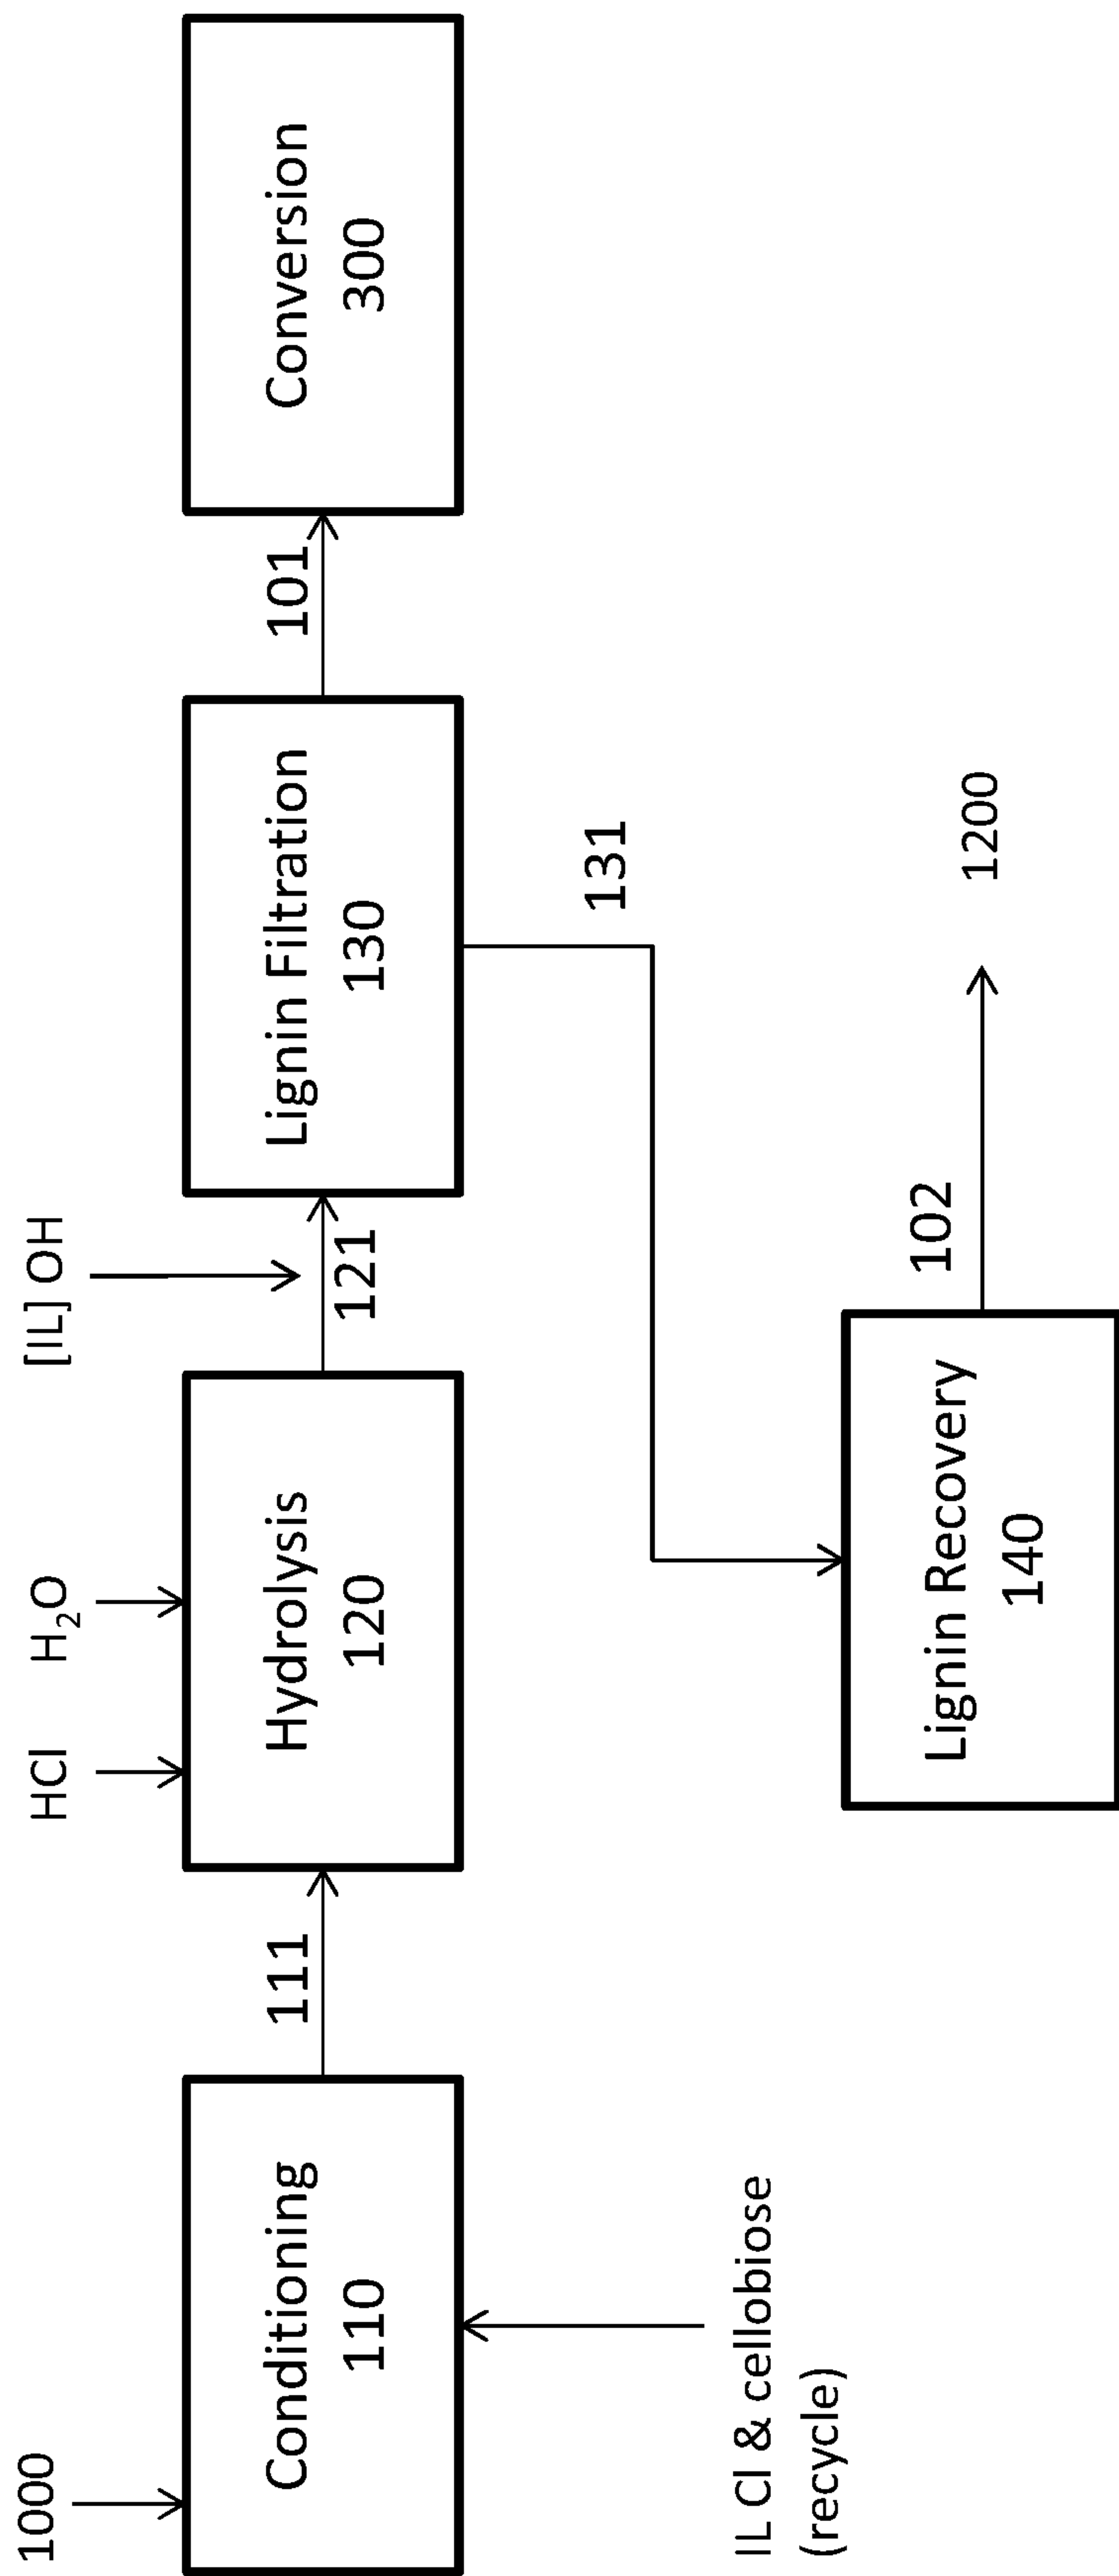 1000
HCl
H₂O
[IL] OH
Conditioning
110
111
Hydrolysis
120
121
Lignin Filtration
130
101
Conversion
300
IL Cl & cellobiose
(recycle)
131
Lignin Recovery
140
102
1200